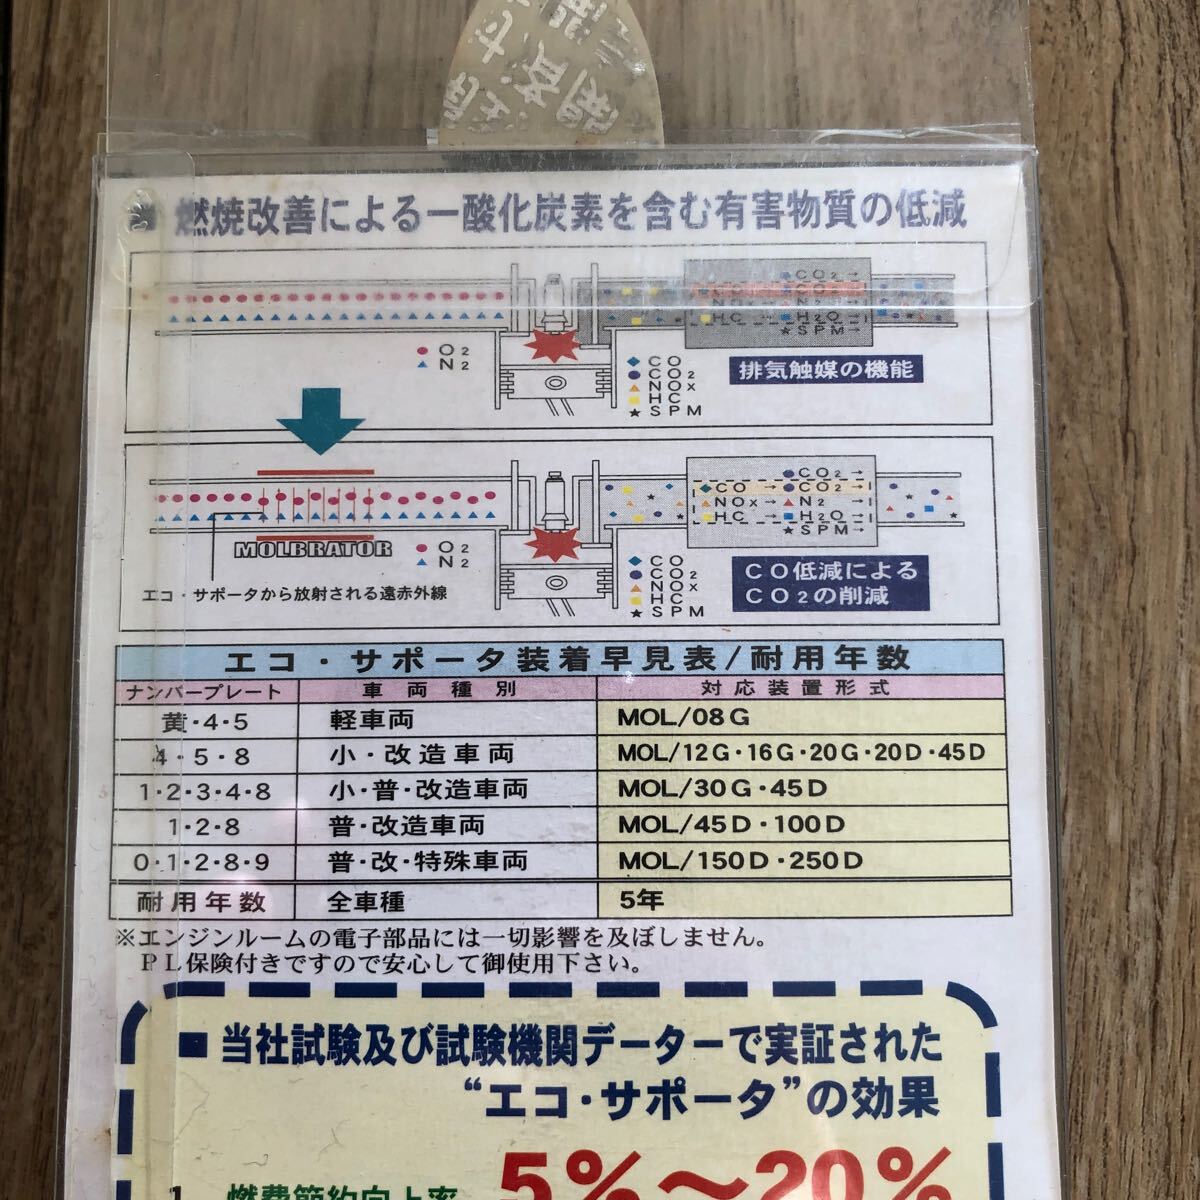 ■ 燃焼改善による一酸化炭素を含む有害物質の低減
CO₂→
N₂
HC → H₂O →
★SPM→
● O₂
▲ N₂
◆ CO
● CO₂
▲ NOx
■ HC
★ SPM
排気触媒の機能
● CO₂ →
◆ CO → ● CO₂ →
▲ NOx → ▲ N₂ →
■ HC → ■ H₂O →
★ SPM →
MOLBRATOR
● O₂
▲ N₂
エコ・サポータから放射される遠赤外線
◆ CO
● CO₂
▲ NOx
■ HC
★ SPM
CO低減による
CO₂の削減
エコ・サポータ装着早見表/耐用年数
ナンバープレート 車両種別 対応装置形式
黄・4・5 軽車両 MOL/08G
4・5・8 小・改造車両 MOL/12G・16G・20G・20D・45D
1・2・3・4・8 小・普・改造車両 MOL/30G・45D
1・2・8 普・改造車両 MOL/45D・100D
0・1・2・8・9 普・改・特殊車両 MOL/150D・250D
耐用年数 全車種 5年
※エンジンルームの電子部品には一切影響を及ぼしません。
PL保険付きですので安心して御使用下さい。
■ 当社試験及び試験機関データーで実証された
“エコ・サポータ”の効果
1 燃費節約向上率 5%～20%